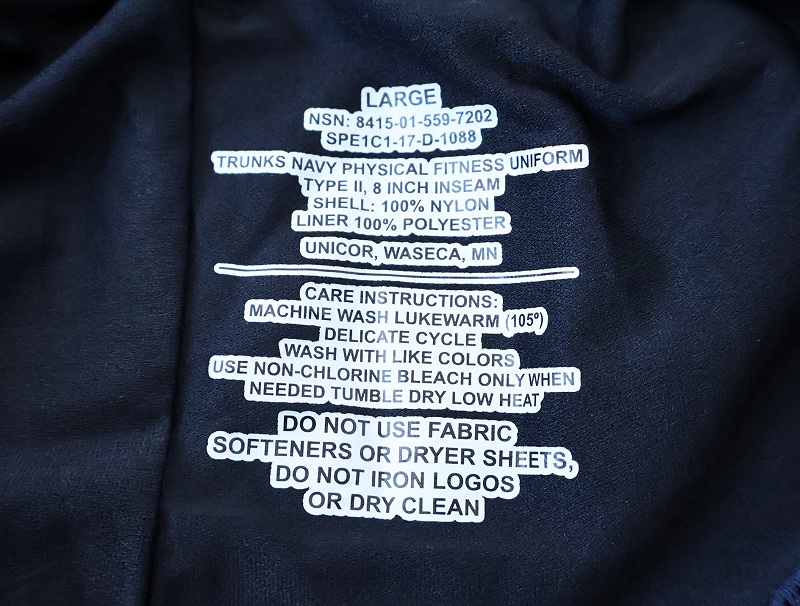 LARGE
NSN: 8415-01-559-7202
SPE1C1-17-D-1088
TRUNKS NAVY PHYSICAL FITNESS UNIFORM
TYPE II, 8 INCH INSEAM
SHELL: 100% NYLON
LINER 100% POLYESTER
UNICOR, WASECA, MN
CARE INSTRUCTIONS:
MACHINE WASH LUKEWARM (105º)
DELICATE CYCLE
WASH WITH LIKE COLORS
USE NON-CHLORINE BLEACH ONLY WHEN
NEEDED TUMBLE DRY LOW HEAT
DO NOT USE FABRIC
SOFTENERS OR DRYER SHEETS,
DO NOT IRON LOGOS
OR DRY CLEAN